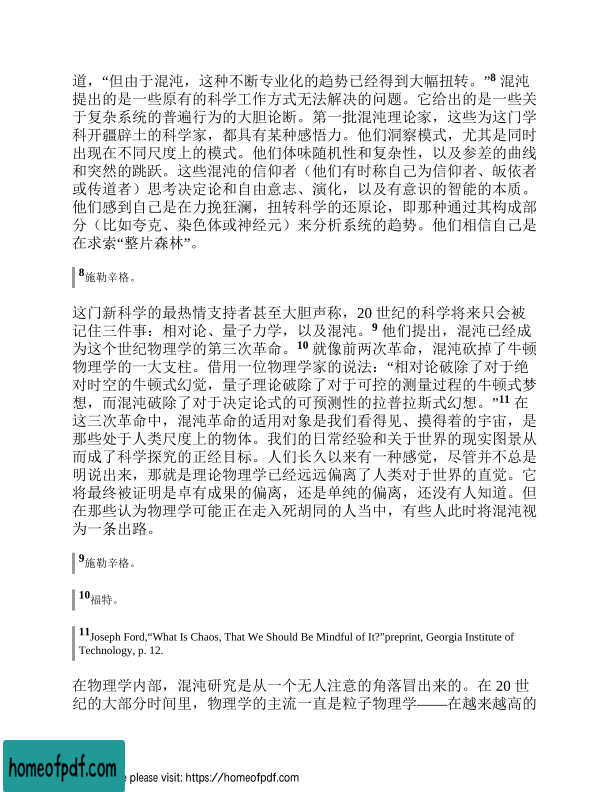 道，“但由于混沌，这种不断专业化的趋势已经得到大幅扭转。”8 混沌
提出的是一些原有的科学工作方式无法解决的问题。它给出的是一些关
于复杂系统的普遍行为的大胆论断。第一批混沌理论家，这些为这门学
科开疆辟土的科学家，都具有某种感悟力。他们洞察模式，尤其是同时
出现在不同尺度上的模式。他们体味随机性和复杂性，以及参差的曲线
和突然的跳跃。这些混沌的信仰者（他们有时称自己为信仰者、皈依者
或传道者）思考决定论和自由意志、演化，以及有意识的智能的本质。
他们感到自己是在力挽狂澜，扭转科学的还原论，即那种通过其构成部
分（比如夸克、染色体或神经元）来分析系统的趋势。他们相信自己是
在求索“整片森林”。
8施勒辛格。
这门新科学的最热情支持者甚至大胆声称，20 世纪的科学将来只会被
记住三件事：相对论、量子力学，以及混沌。9 他们提出，混沌已经成
为这个世纪物理学的第三次革命。10 就像前两次革命，混沌砍掉了牛顿
物理学的一大支柱。借用一位物理学家的说法：“相对论破除了对于绝
对时空的牛顿式幻觉，量子理论破除了对于可控的测量过程的牛顿式梦
想，而混沌破除了对于决定论式的可预测性的拉普拉斯式幻想。”11 在
这三次革命中，混沌革命的适用对象是我们看得见、摸得着的宇宙，是
那些处于人类尺度上的物体。我们的日常经验和关于世界的现实图景从
而成了科学探究的正经目标。人们长久以来有一种感觉，尽管并不总是
明说出来，那就是理论物理学已经远远偏离了人类对于世界的直觉。它
将最终被证明是卓有成果的偏离，还是单纯的偏离，还没有人知道。但
在那些认为物理学可能正在走入死胡同的人当中，有些人此时将混沌视
为一条出路。
9施勒辛格。
10福特。
11Joseph Ford,“What Is Chaos, That We Should Be Mindful of It?”preprint, Georgia Institute of
Technology, p. 12.
在物理学内部，混沌研究是从一个无人注意的角落冒出来的。在 20 世
纪的大部分时间里，物理学的主流一直是粒子物理学——在越来越高的
homeofpdf.com
please visit: https://homeofpdf.com